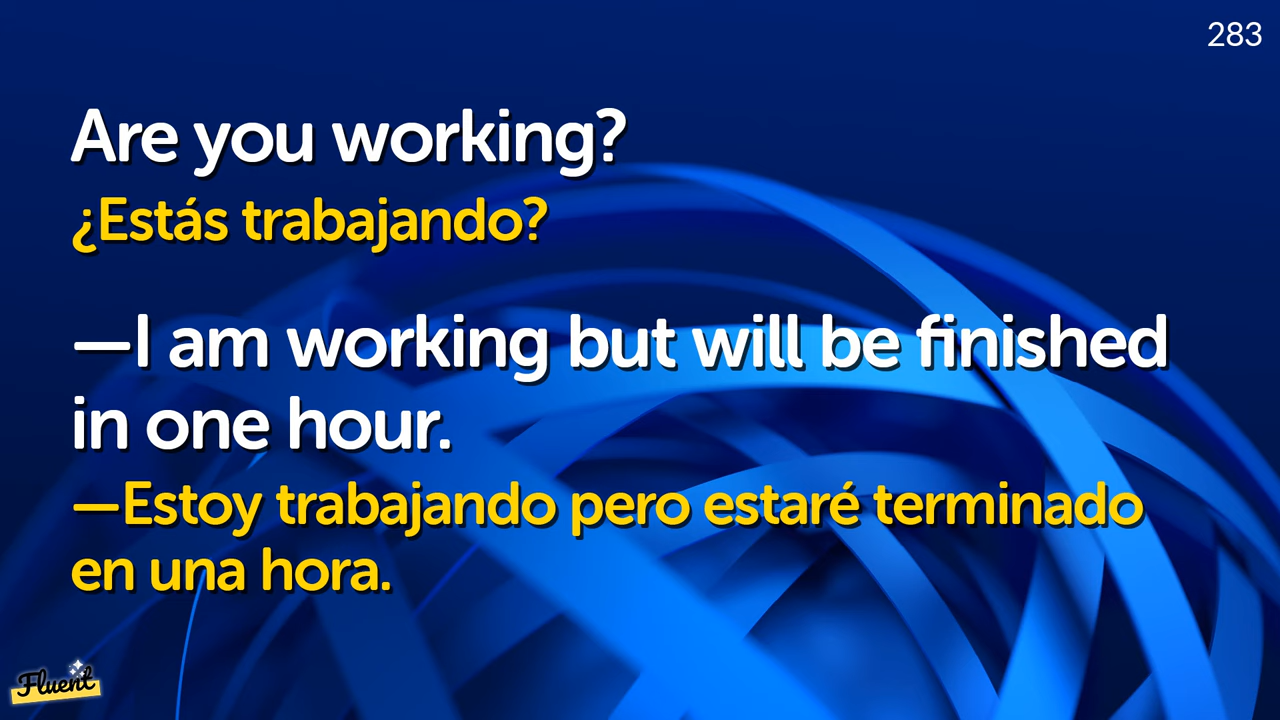 283
Are you working?
¿Estás trabajando?
—I am working but will be finished
in one hour.
—Estoy trabajando pero estaré terminado
en una hora.
Fluent